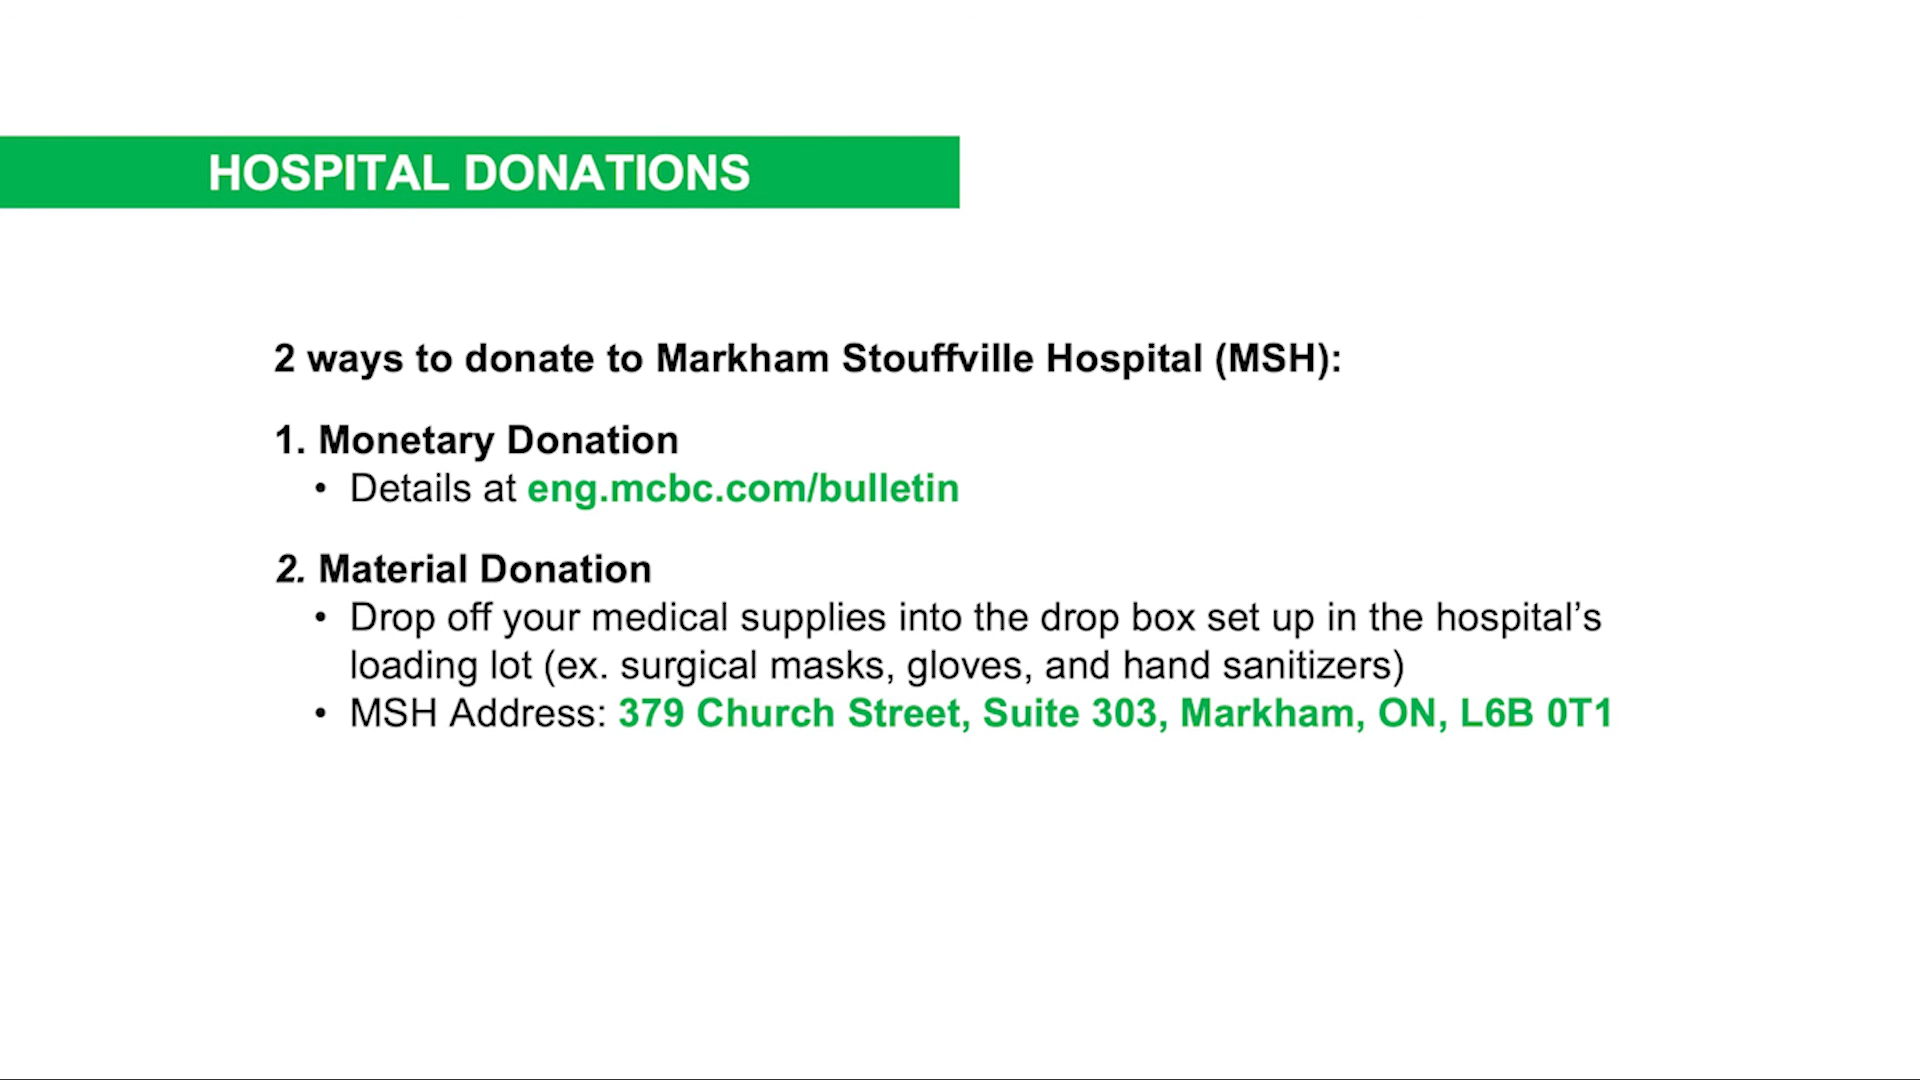 HOSPITAL DONATIONS
2 ways to donate to Markham Stouffville Hospital (MSH):
1. Monetary Donation
• Details at eng.mcbc.com/bulletin
2. Material Donation
• Drop off your medical supplies into the drop box set up in the hospital’s
loading lot (ex. surgical masks, gloves, and hand sanitizers)
• MSH Address: 379 Church Street, Suite 303, Markham, ON, L6B 0T1